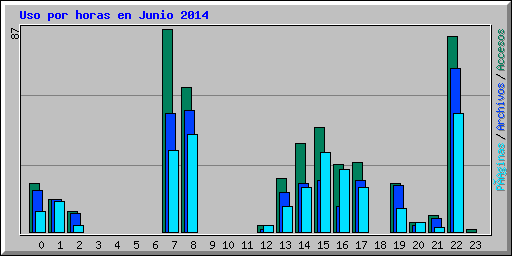 Uso por horas en Junio 2014
87
Páginas / Archivos / Accesos
0 1 2 3 4 5 6 7 8 9 10 11 12 13 14 15 16 17 18 19 20 21 22 23